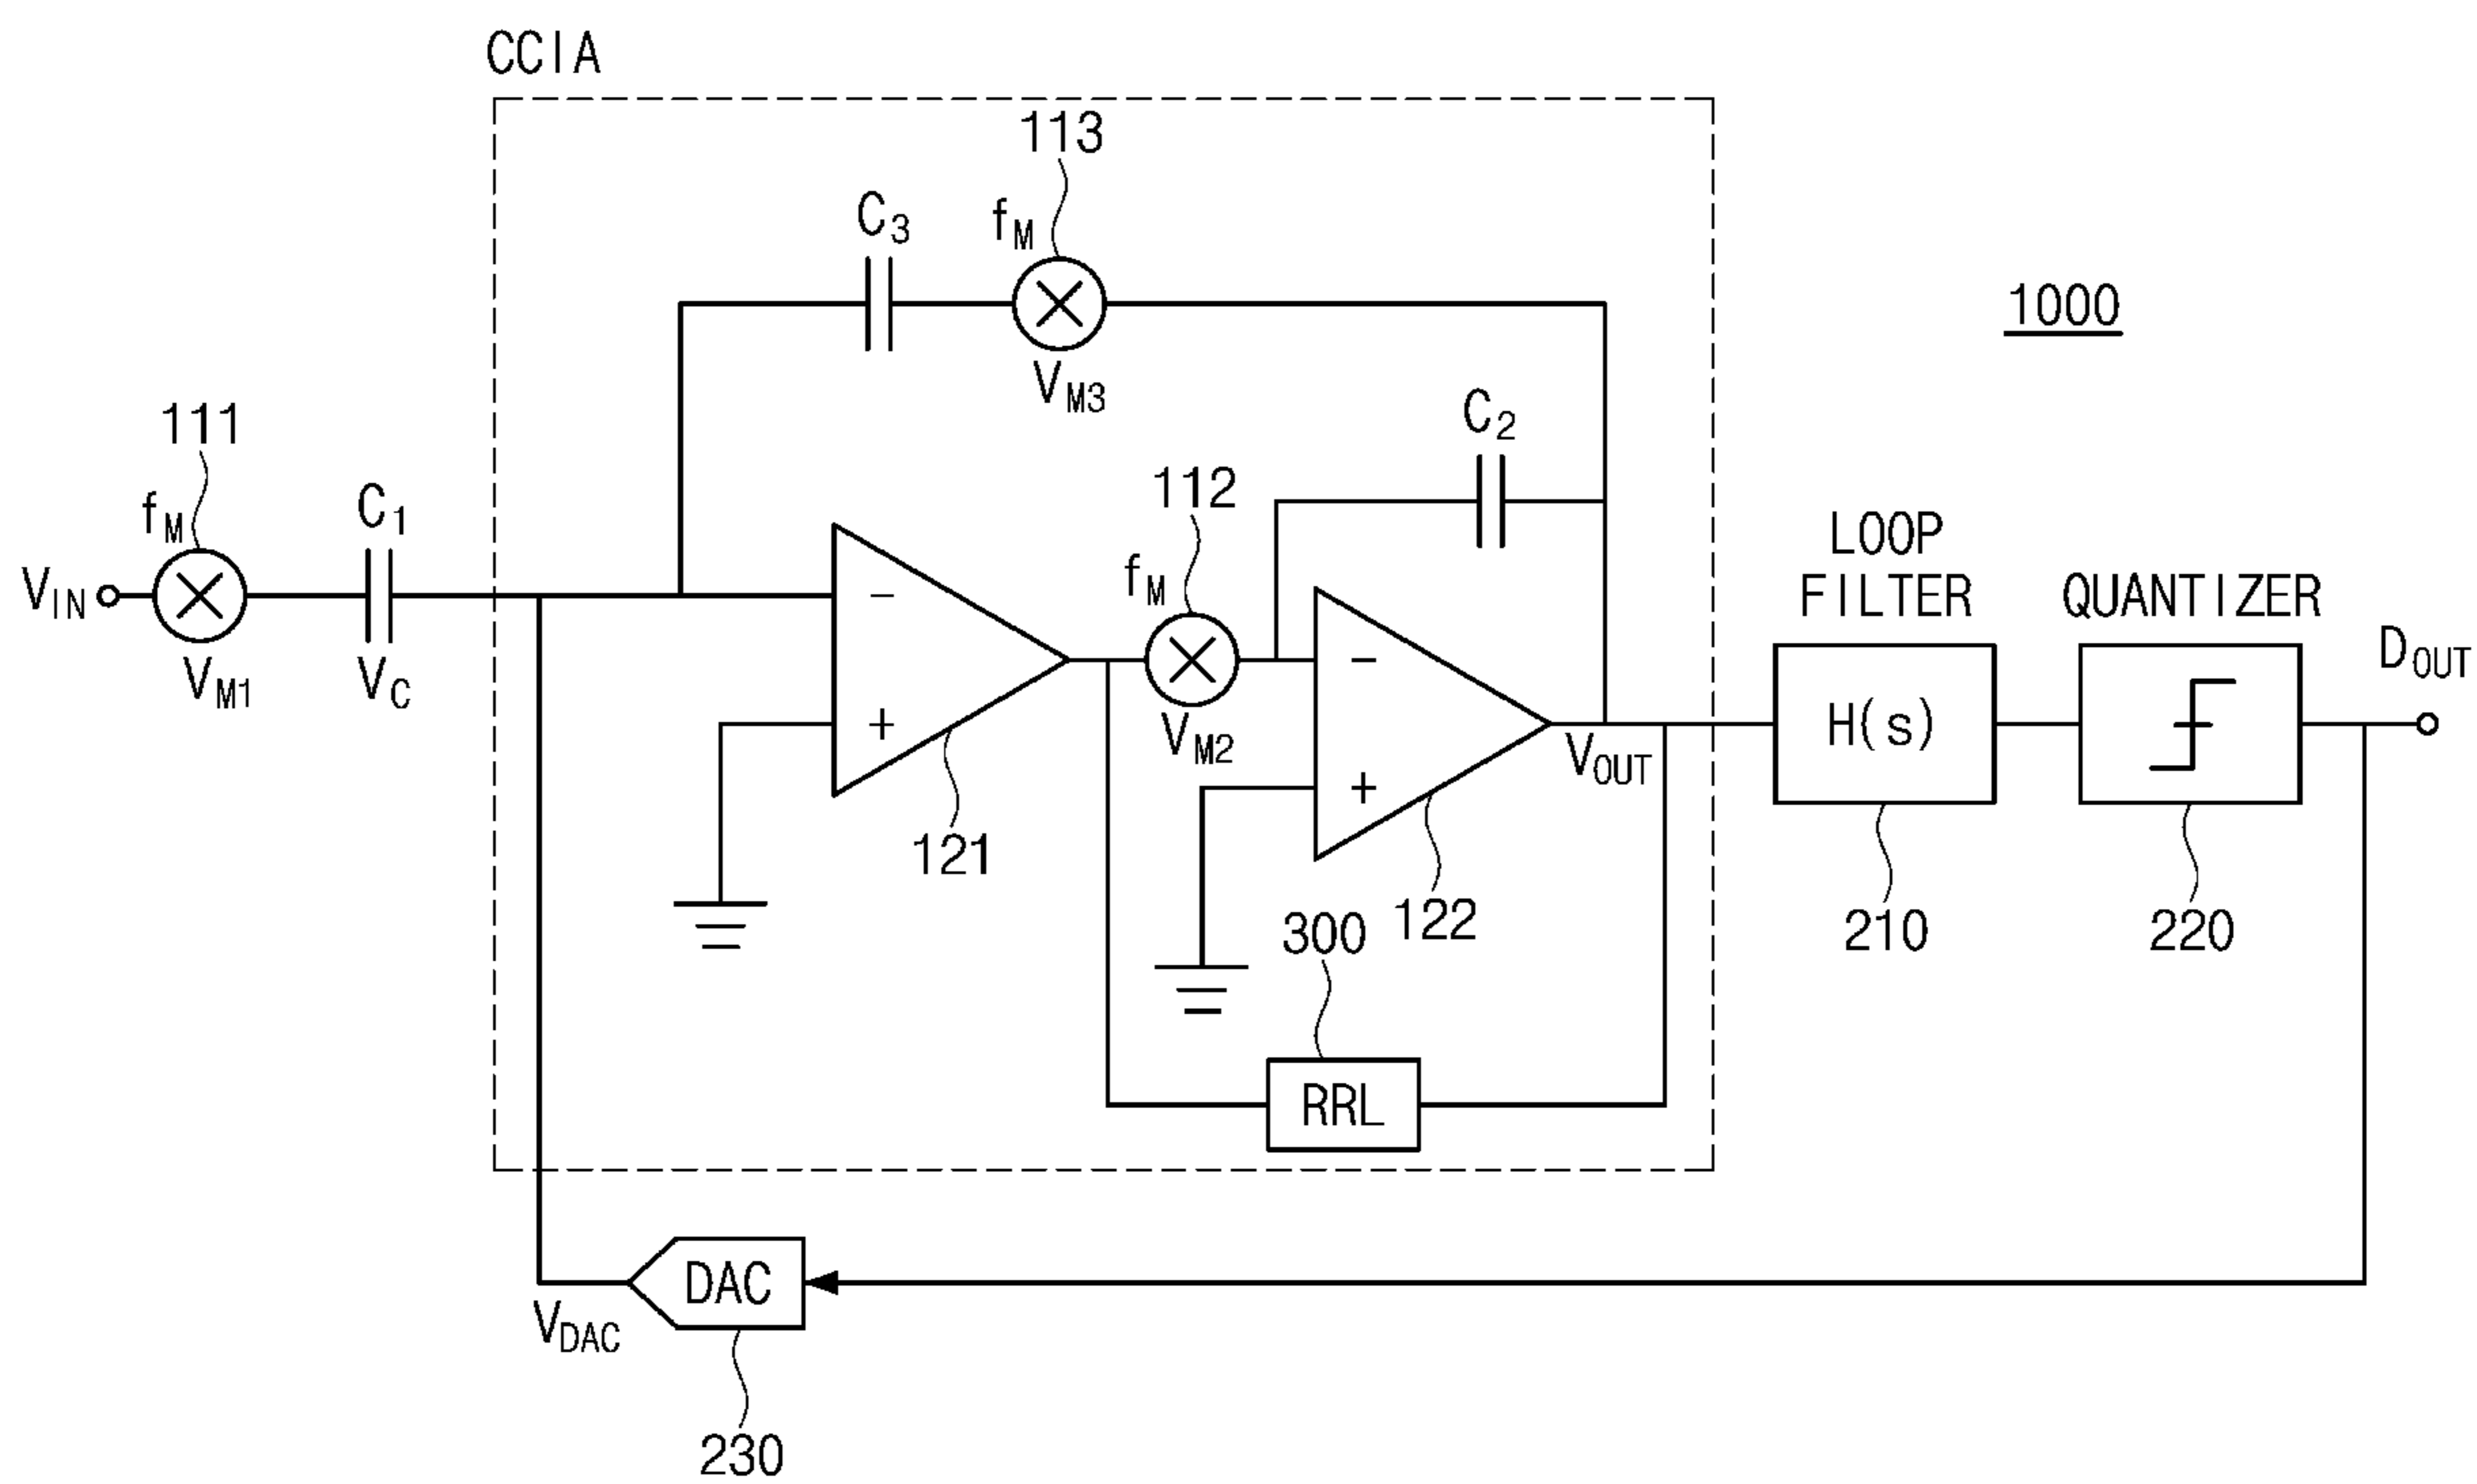 CCIA
113
C3
fM
VM3
1000
111
fM
C1
VIN
VM1
VC
C2
112
fM
VM2
-
+
121
-
+
122
VOUT
LOOP
FILTER
H(s)
210
QUANTIZER
220
DOUT
300
RRL
DAC
VDAC
230